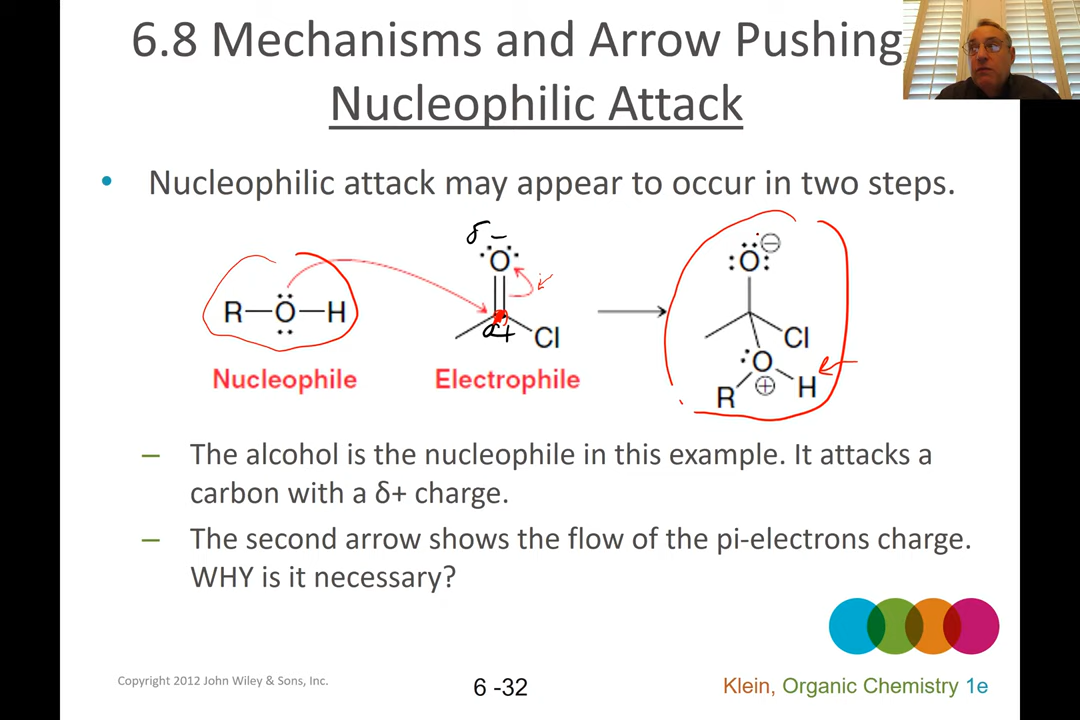 6.8 Mechanisms and Arrow Pushing
Nucleophilic Attack
• Nucleophilic attack may appear to occur in two steps.
δ−
O
R—O—H
δ+
Cl
Nucleophile
Electrophile
O ⊖
Cl
O
R ⊕ H
– The alcohol is the nucleophile in this example. It attacks a
carbon with a δ+ charge.
– The second arrow shows the flow of the pi-electrons charge.
WHY is it necessary?
Copyright 2012 John Wiley & Sons, Inc.
6 -32
Klein, Organic Chemistry 1e